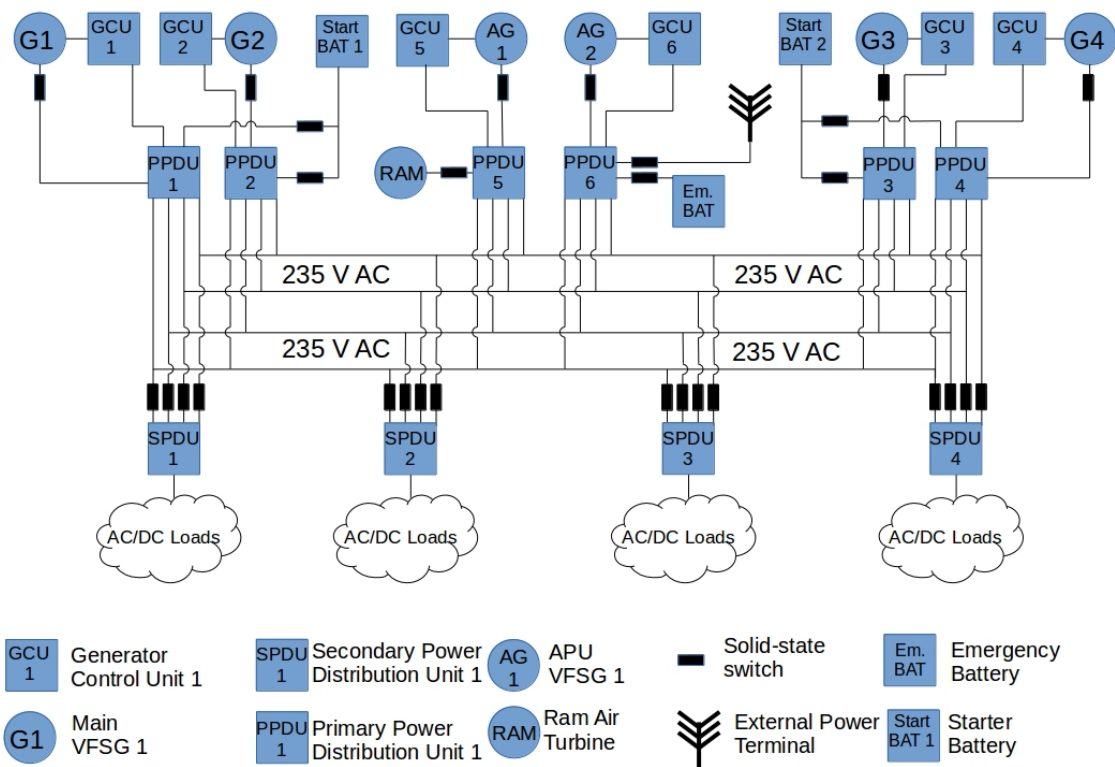 G1
GCU
1
GCU
2
G2
Start
BAT 1
GCU
5
AG
1
AG
2
GCU
6
Start
BAT 2
G3
GCU
3
GCU
4
G4
PPDU
1
PPDU
2
RAM
PPDU
5
PPDU
6
Em.
BAT
PPDU
3
PPDU
4
235 V AC
235 V AC
235 V AC
235 V AC
SPDU
1
SPDU
2
SPDU
3
SPDU
4
AC/DC Loads
AC/DC Loads
AC/DC Loads
AC/DC Loads
GCU
1
Generator
Control Unit 1
SPDU
1
Secondary Power
Distribution Unit 1
AG
1
APU
VFSG 1
Solid-state
switch
Em.
BAT
Emergency
Battery
G1
Main
VFSG 1
PPDU
1
Primary Power
Distribution Unit 1
RAM
Ram Air
Turbine
External Power
Terminal
Start
BAT 1
Starter
Battery